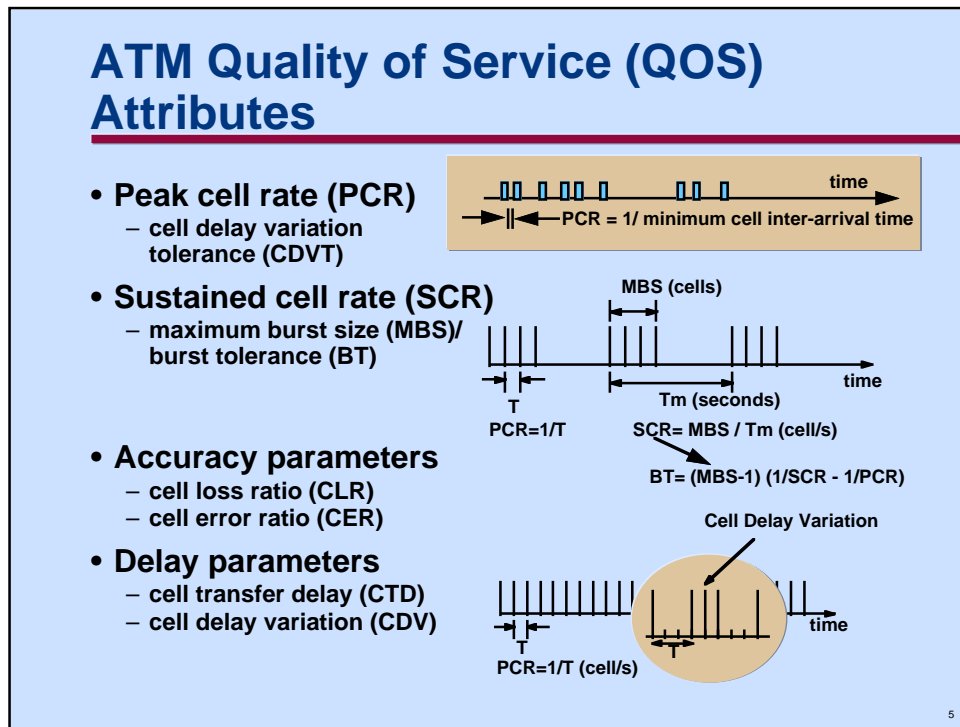 ATM Quality of Service (QOS)
Attributes
• Peak cell rate (PCR)
– cell delay variation
tolerance (CDVT)
time
PCR = 1/ minimum cell inter-arrival time
• Sustained cell rate (SCR)
– maximum burst size (MBS)/
burst tolerance (BT)
MBS (cells)
time
T
Tm (seconds)
PCR=1/T
SCR= MBS / Tm (cell/s)
BT= (MBS-1) (1/SCR - 1/PCR)
• Accuracy parameters
– cell loss ratio (CLR)
– cell error ratio (CER)
Cell Delay Variation
• Delay parameters
– cell transfer delay (CTD)
– cell delay variation (CDV)
time
T
T
PCR=1/T (cell/s)
5